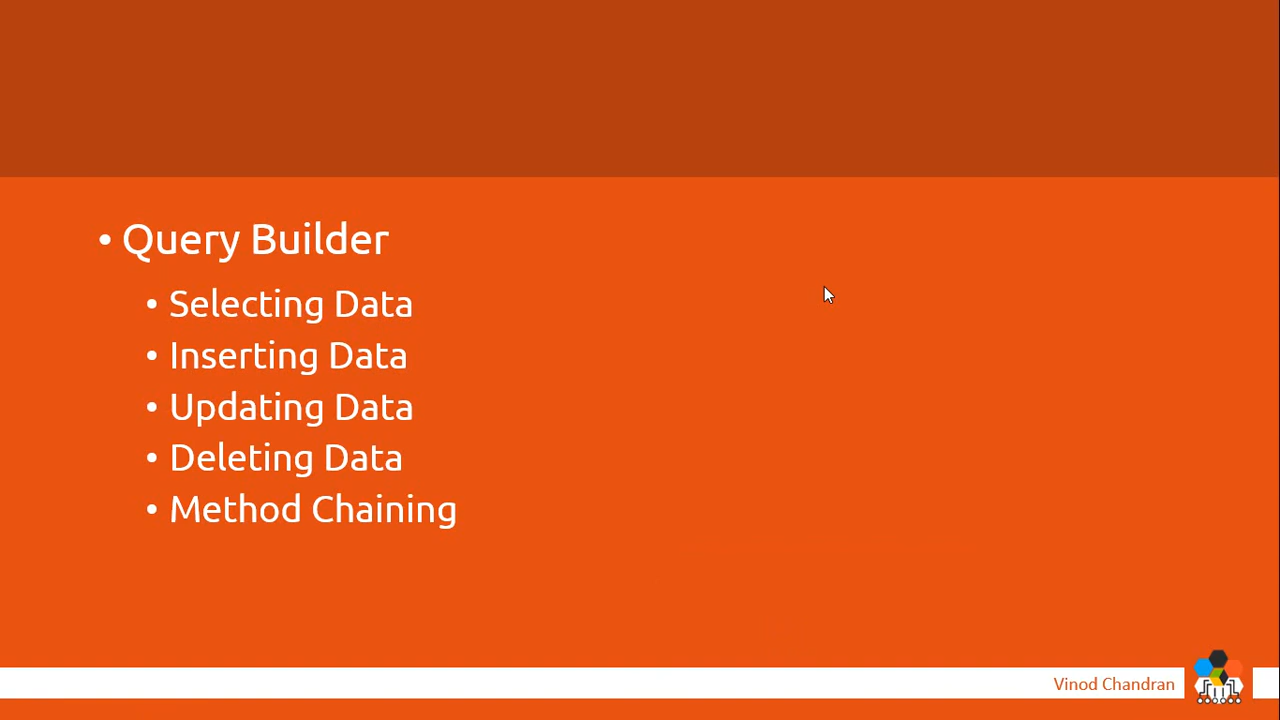 • Query Builder
• Selecting Data
• Inserting Data
• Updating Data
• Deleting Data
• Method Chaining
Vinod Chandran